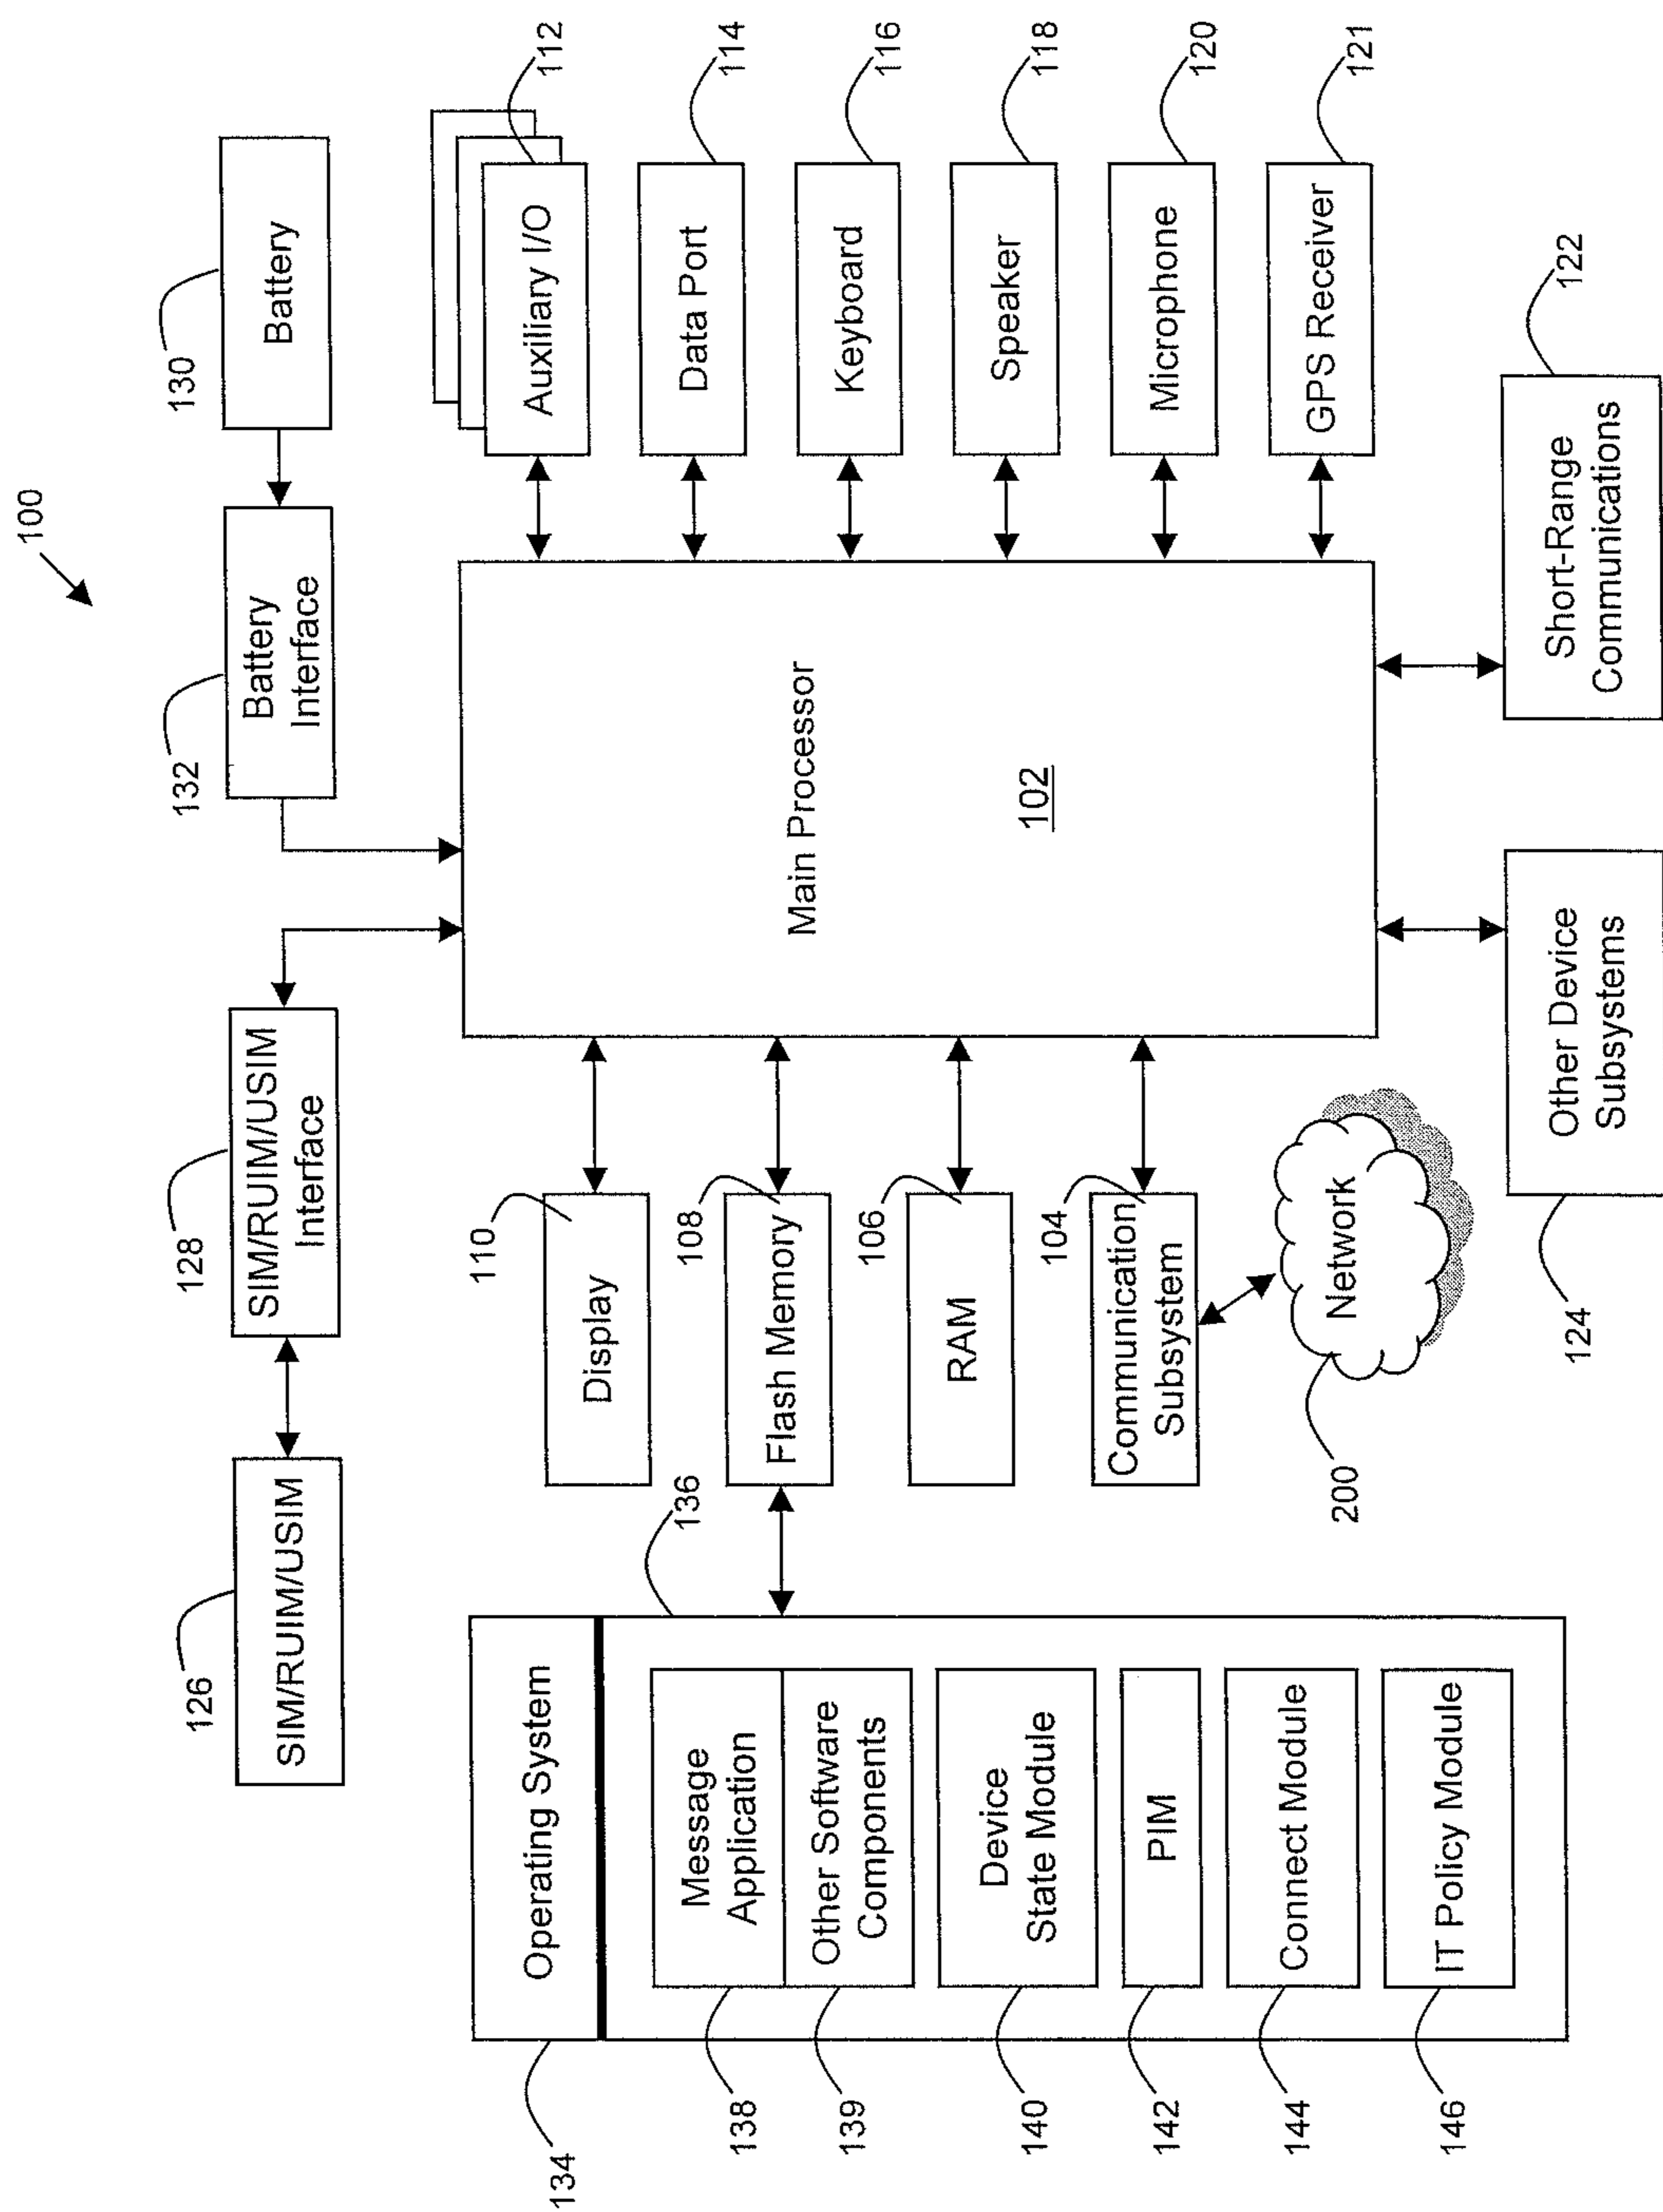 100
126
SIM/RUIM/USIM
128
SIM/RUIM/USIM
Interface
132
Battery
Interface
130
Battery
134
Operating System
136
138
Message
Application
139
Other Software
Components
140
Device
State Module
142
PIM
144
Connect Module
146
IT Policy Module
110
Display
108
Flash Memory
106
RAM
104
Communication
Subsystem
200
Network
Main Processor
102
112
Auxiliary I/O
114
Data Port
116
Keyboard
118
Speaker
120
Microphone
121
GPS Receiver
124
Other Device
Subsystems
122
Short-Range
Communications